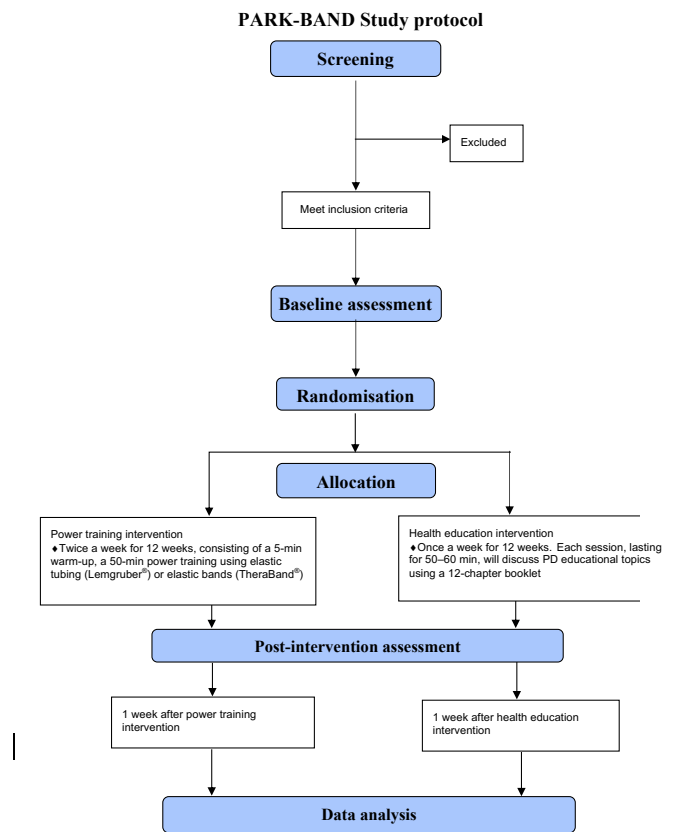 PARK-BAND Study protocol
Screening
Excluded
Meet inclusion criteria
Baseline assessment
Randomisation
Allocation
Power training intervention
♦Twice a week for 12 weeks, consisting of a 5-min
warm-up, a 50-min power training using elastic
tubing (Lemgruber®) or elastic bands (TheraBand®)
Health education intervention
♦Once a week for 12 weeks. Each session, lasting
for 50–60 min, will discuss PD educational topics
using a 12-chapter booklet
Post-intervention assessment
1 week after power training
intervention
1 week after health education
intervention
Data analysis